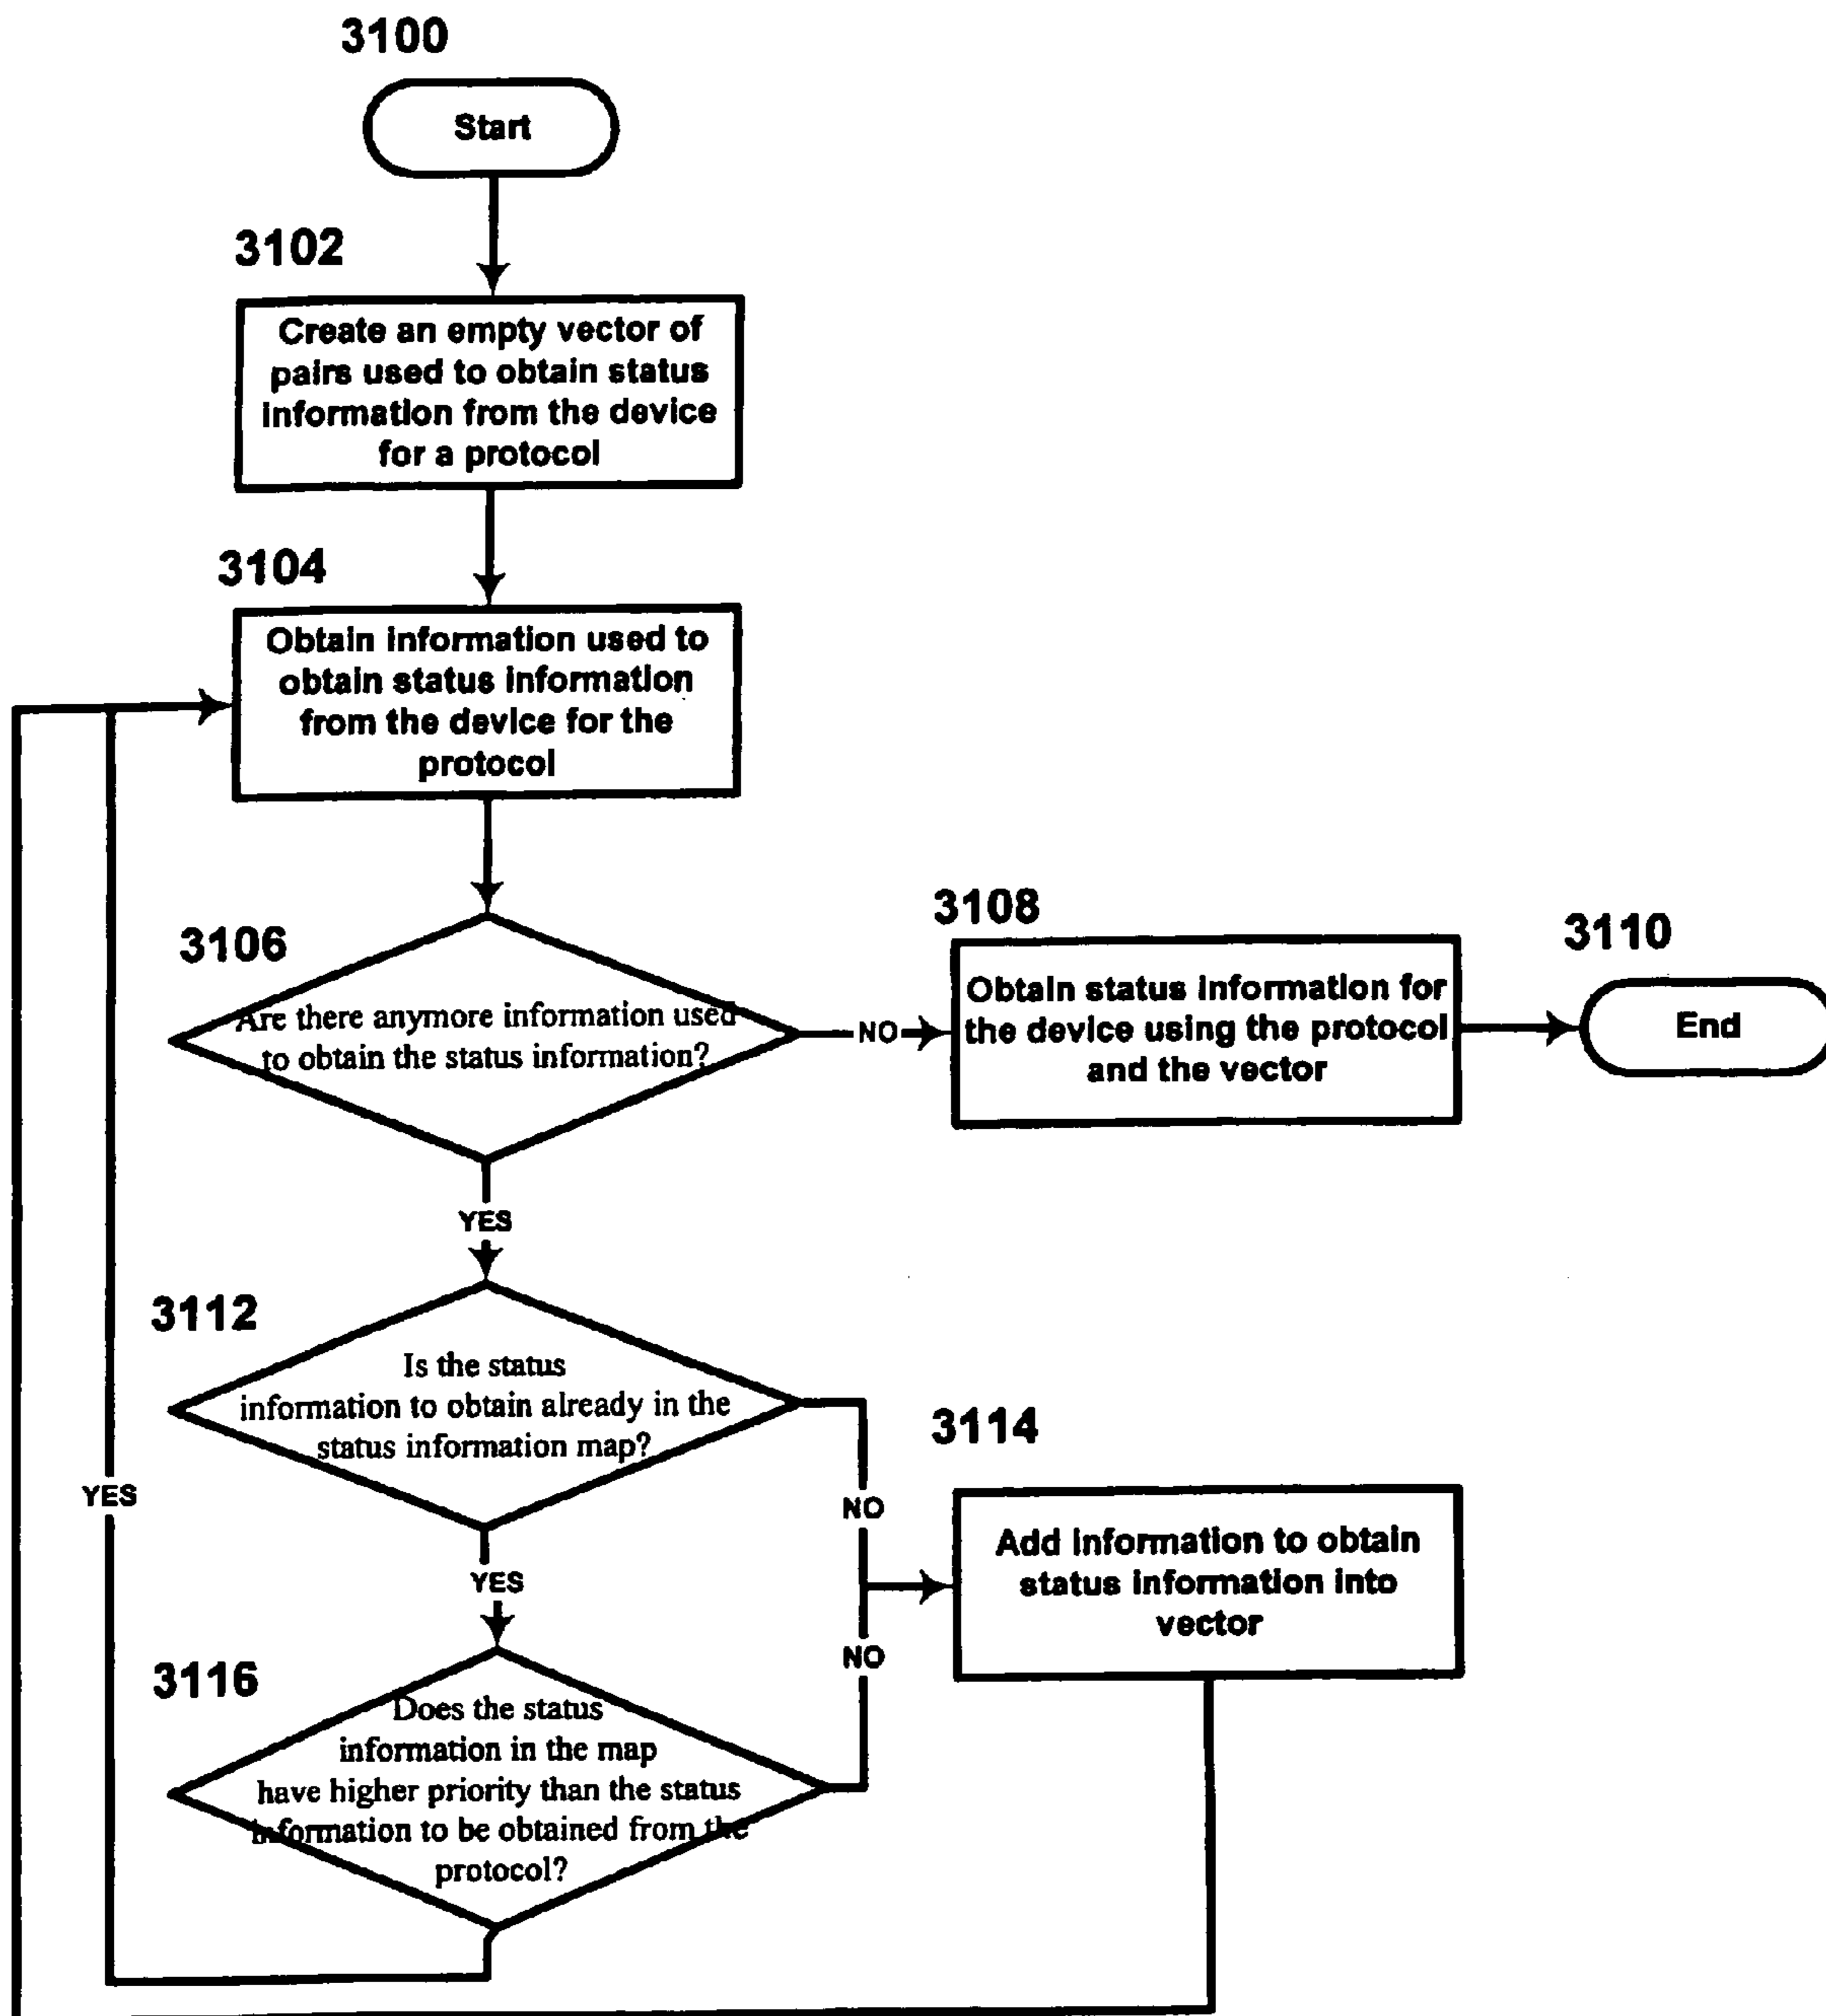 3100
Start
3102
Create an empty vector of
pairs used to obtain status
information from the device
for a protocol
3104
Obtain information used to
obtain status information
from the device for the
protocol
3106
Are there anymore information used
to obtain the status information?
NO
3108
Obtain status information for
the device using the protocol
and the vector
3110
End
YES
3112
Is the status
information to obtain already in the
status information map?
NO
3114
Add information to obtain
status information into
vector
YES
YES
NO
3116
Does the status
information in the map
have higher priority than the status
information to be obtained from the
protocol?